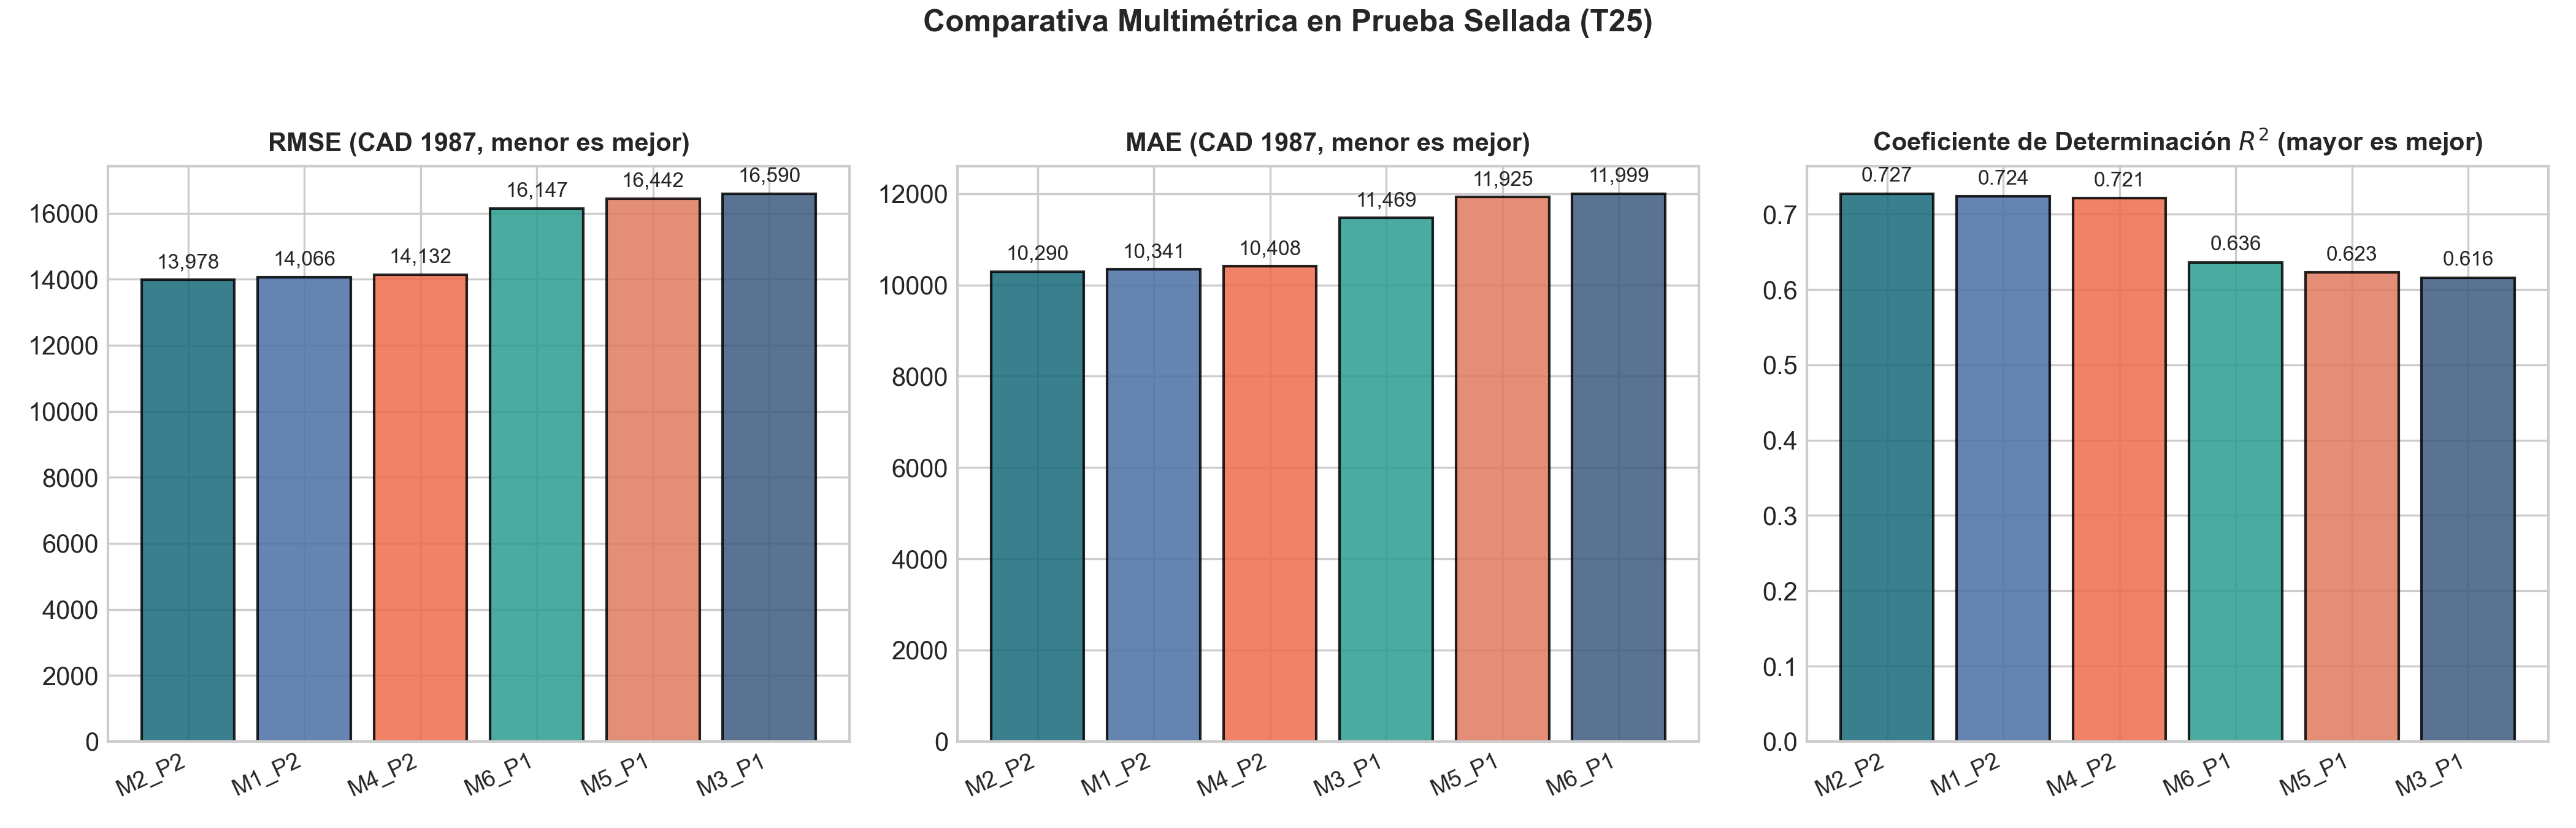 Comparativa Multimétrica en Prueba Sellada (T25)
RMSE (CAD 1987, menor es mejor)
16000
14000
12000
10000
8000
6000
4000
2000
0
13,978
14,066
14,132
16,147
16,442
16,590
M2_P2
M1_P2
M4_P2
M6_P1
M5_P1
M3_P1
MAE (CAD 1987, menor es mejor)
12000
10000
8000
6000
4000
2000
0
10,290
10,341
10,408
11,469
11,925
11,999
M2_P2
M1_P2
M4_P2
M3_P1
M5_P1
M6_P1
Coeficiente de Determinación R² (mayor es mejor)
0.7
0.6
0.5
0.4
0.3
0.2
0.1
0.0
0.727
0.724
0.721
0.636
0.623
0.616
M2_P2
M1_P2
M4_P2
M6_P1
M5_P1
M3_P1